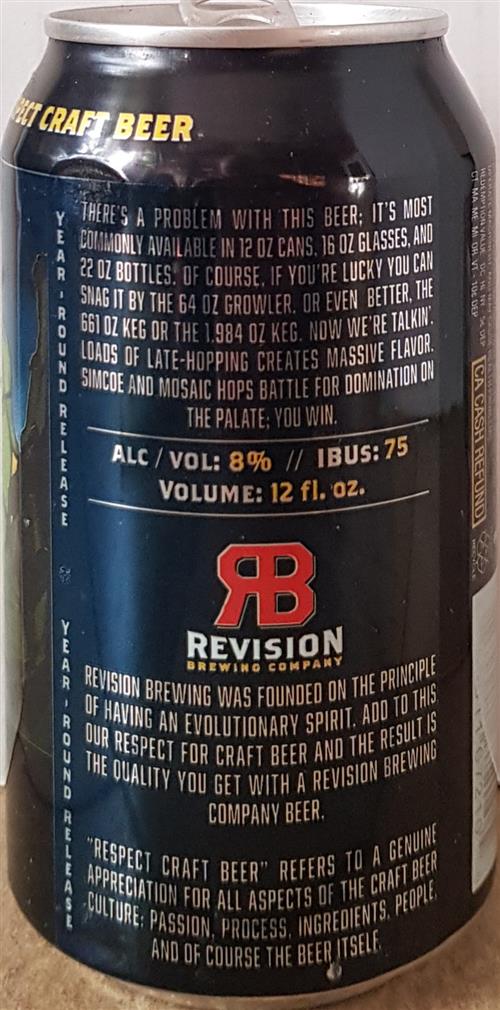 CRAFT BEER
THERE'S A PROBLEM WITH THIS BEER; IT'S MOST
COMMONLY AVAILABLE IN 12 OZ CANS, 16 OZ GLASSES, AND
22 OZ BOTTLES. OF COURSE, IF YOU'RE LUCKY YOU CAN
SNAG IT BY THE 64 OZ GROWLER. OR EVEN BETTER, THE
661 OZ KEG OR THE 1,984 OZ KEG. NOW WE'RE TALKIN'.
LOADS OF LATE-HOPPING CREATES MASSIVE FLAVOR.
SIMCOE AND MOSAIC HOPS BATTLE FOR DOMINATION ON
THE PALATE; YOU WIN.
ALC / VOL: 8% // IBUS: 75
VOLUME: 12 fl. oz.
RB
REVISION
BREWING COMPANY
REVISION BREWING WAS FOUNDED ON THE PRINCIPLE
OF HAVING AN EVOLUTIONARY SPIRIT. ADD TO THIS
OUR RESPECT FOR CRAFT BEER AND THE RESULT IS
THE QUALITY YOU GET WITH A REVISION BREWING
COMPANY BEER.
"RESPECT CRAFT BEER" REFERS TO A GENUINE
APPRECIATION FOR ALL ASPECTS OF THE CRAFT BEER
CULTURE; PASSION, PROCESS, INGREDIENTS, PEOPLE,
AND OF COURSE THE BEER ITSELF.
YEAR-ROUND RELEASE
YEAR-ROUND RELEASE
CA CASH REFUND